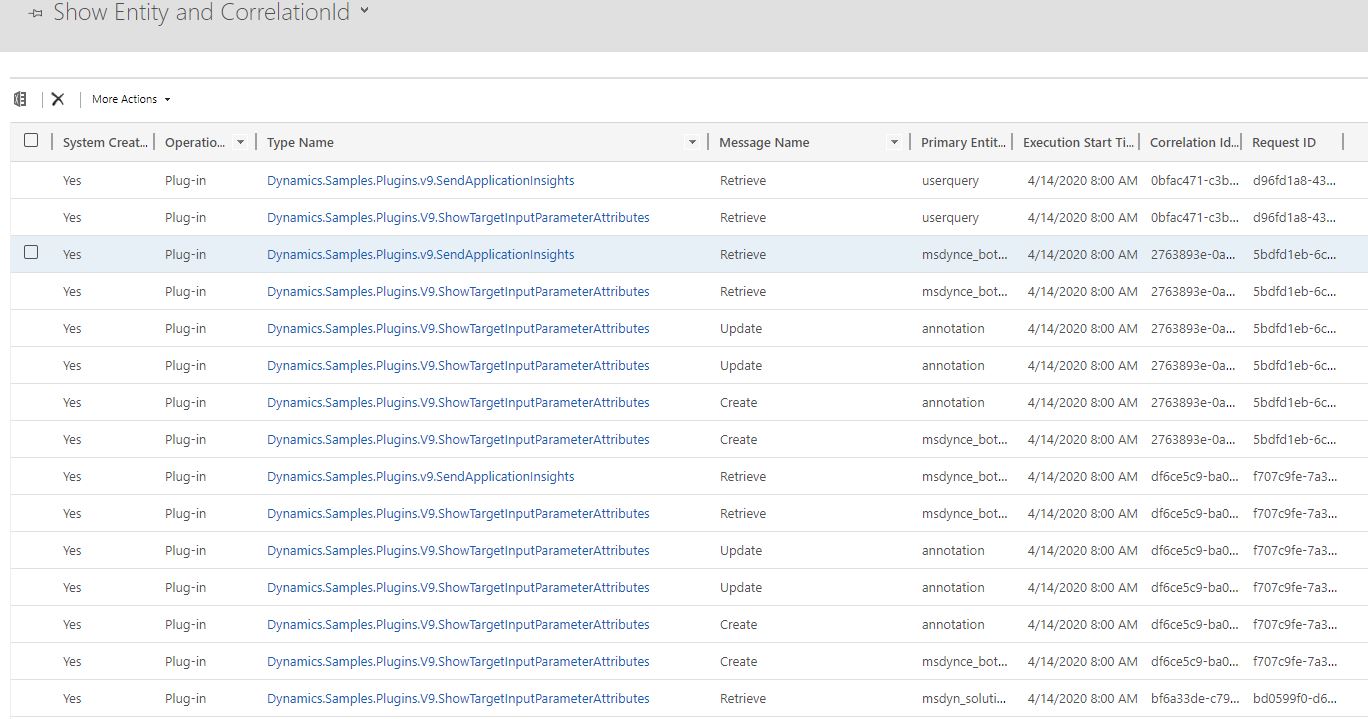 Show Entity and CorrelationId
More Actions
System Creat... Operatio... Type Name Message Name Primary Entit... Execution Start Ti... Correlation Id... Request ID
Yes Plug-in Dynamics.Samples.Plugins.v9.SendApplicationInsights Retrieve userquery 4/14/2020 8:00 AM 0bfac471-c3b... d96fd1a8-43...
Yes Plug-in Dynamics.Samples.Plugins.V9.ShowTargetInputParameterAttributes Retrieve userquery 4/14/2020 8:00 AM 0bfac471-c3b... d96fd1a8-43...
Yes Plug-in Dynamics.Samples.Plugins.v9.SendApplicationInsights Retrieve msdynce_bot... 4/14/2020 8:00 AM 2763893e-0a... 5bdfd1eb-6c...
Yes Plug-in Dynamics.Samples.Plugins.V9.ShowTargetInputParameterAttributes Retrieve msdynce_bot... 4/14/2020 8:00 AM 2763893e-0a... 5bdfd1eb-6c...
Yes Plug-in Dynamics.Samples.Plugins.V9.ShowTargetInputParameterAttributes Update annotation 4/14/2020 8:00 AM 2763893e-0a... 5bdfd1eb-6c...
Yes Plug-in Dynamics.Samples.Plugins.V9.ShowTargetInputParameterAttributes Update annotation 4/14/2020 8:00 AM 2763893e-0a... 5bdfd1eb-6c...
Yes Plug-in Dynamics.Samples.Plugins.V9.ShowTargetInputParameterAttributes Create annotation 4/14/2020 8:00 AM 2763893e-0a... 5bdfd1eb-6c...
Yes Plug-in Dynamics.Samples.Plugins.V9.ShowTargetInputParameterAttributes Create msdynce_bot... 4/14/2020 8:00 AM 2763893e-0a... 5bdfd1eb-6c...
Yes Plug-in Dynamics.Samples.Plugins.v9.SendApplicationInsights Retrieve msdynce_bot... 4/14/2020 8:00 AM df6ce5c9-ba0... f707c9fe-7a3...
Yes Plug-in Dynamics.Samples.Plugins.V9.ShowTargetInputParameterAttributes Retrieve msdynce_bot... 4/14/2020 8:00 AM df6ce5c9-ba0... f707c9fe-7a3...
Yes Plug-in Dynamics.Samples.Plugins.V9.ShowTargetInputParameterAttributes Update annotation 4/14/2020 8:00 AM df6ce5c9-ba0... f707c9fe-7a3...
Yes Plug-in Dynamics.Samples.Plugins.V9.ShowTargetInputParameterAttributes Update annotation 4/14/2020 8:00 AM df6ce5c9-ba0... f707c9fe-7a3...
Yes Plug-in Dynamics.Samples.Plugins.V9.ShowTargetInputParameterAttributes Create annotation 4/14/2020 8:00 AM df6ce5c9-ba0... f707c9fe-7a3...
Yes Plug-in Dynamics.Samples.Plugins.V9.ShowTargetInputParameterAttributes Create msdynce_bot... 4/14/2020 8:00 AM df6ce5c9-ba0... f707c9fe-7a3...
Yes Plug-in Dynamics.Samples.Plugins.V9.ShowTargetInputParameterAttributes Retrieve msdyn_soluti... 4/14/2020 8:00 AM bf6a33de-c79... bd0599f0-d6...